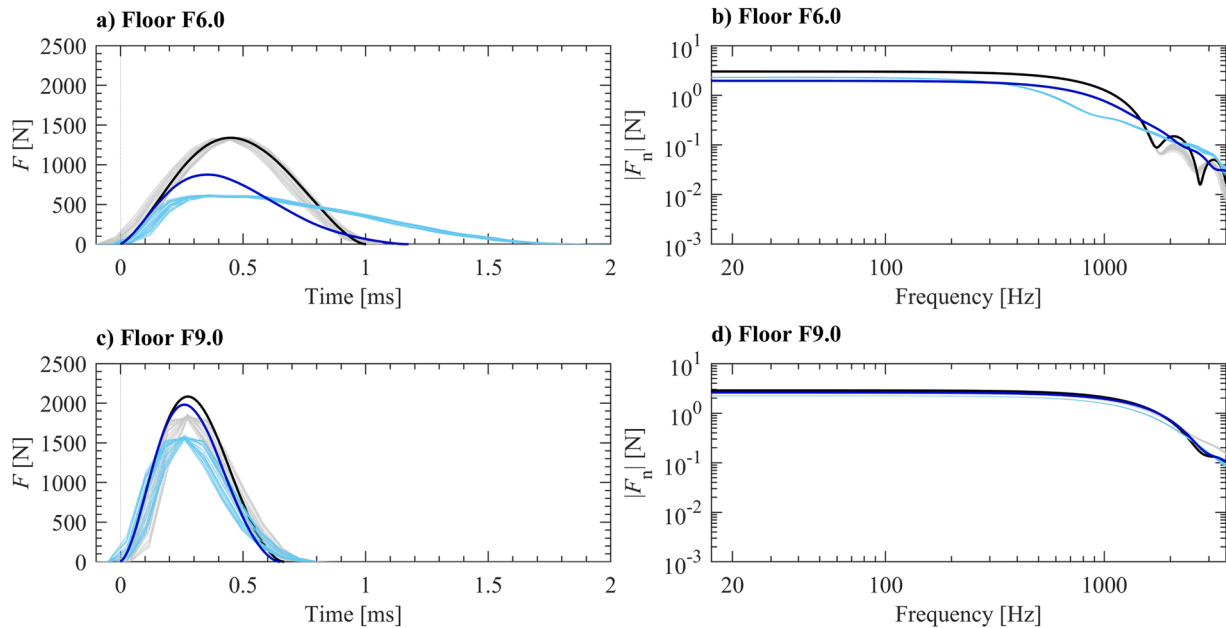 a) Floor F6.0
2500
2000
1500
1000
500
0
F [N]
0 0.5 1 1.5 2
Time [ms]
b) Floor F6.0
10^1
10^0
10^-1
10^-2
10^-3
|F_n| [N]
20 100 1000
Frequency [Hz]
c) Floor F9.0
2500
2000
1500
1000
500
0
F [N]
0 0.5 1 1.5 2
Time [ms]
d) Floor F9.0
10^1
10^0
10^-1
10^-2
10^-3
|F_n| [N]
20 100 1000
Frequency [Hz]